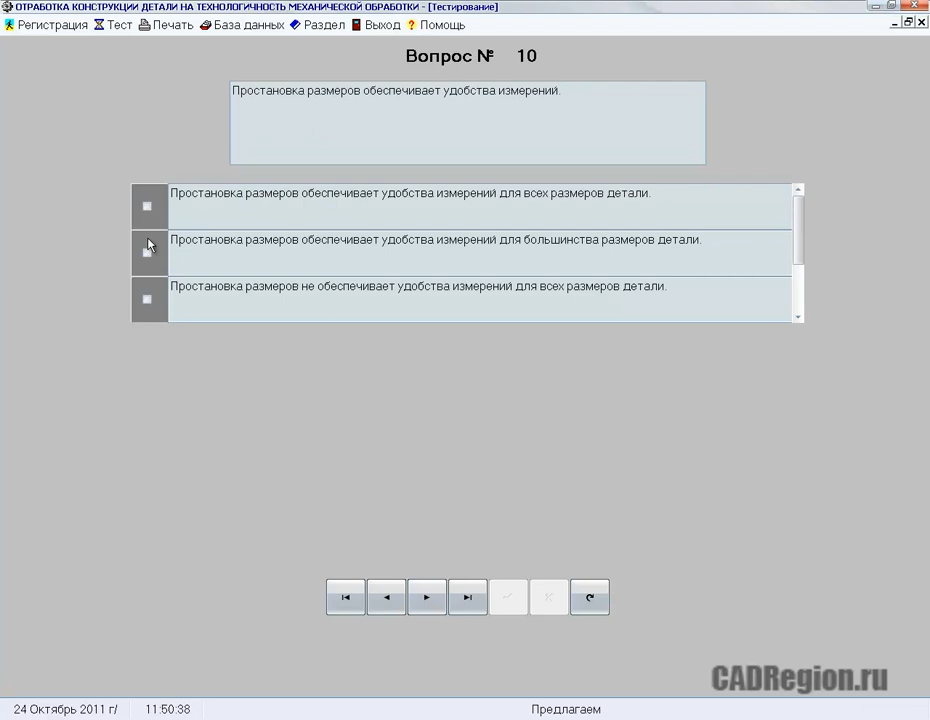 ОТРАБОТКА КОНСТРУКЦИИ ДЕТАЛИ НА ТЕХНОЛОГИЧНОСТЬ МЕХАНИЧЕСКОЙ ОБРАБОТКИ - [Тестирование]
Регистрация Тест Печать База данных Раздел Выход Помощь
Вопрос № 10
Простановка размеров обеспечивает удобства измерений.
Простановка размеров обеспечивает удобства измерений для всех размеров детали.
Простановка размеров обеспечивает удобства измерений для большинства размеров детали.
Простановка размеров не обеспечивает удобства измерений для всех размеров детали.
CADRegion.ru
24 Октябрь 2011 г/ 11:50:38 Предлагаем